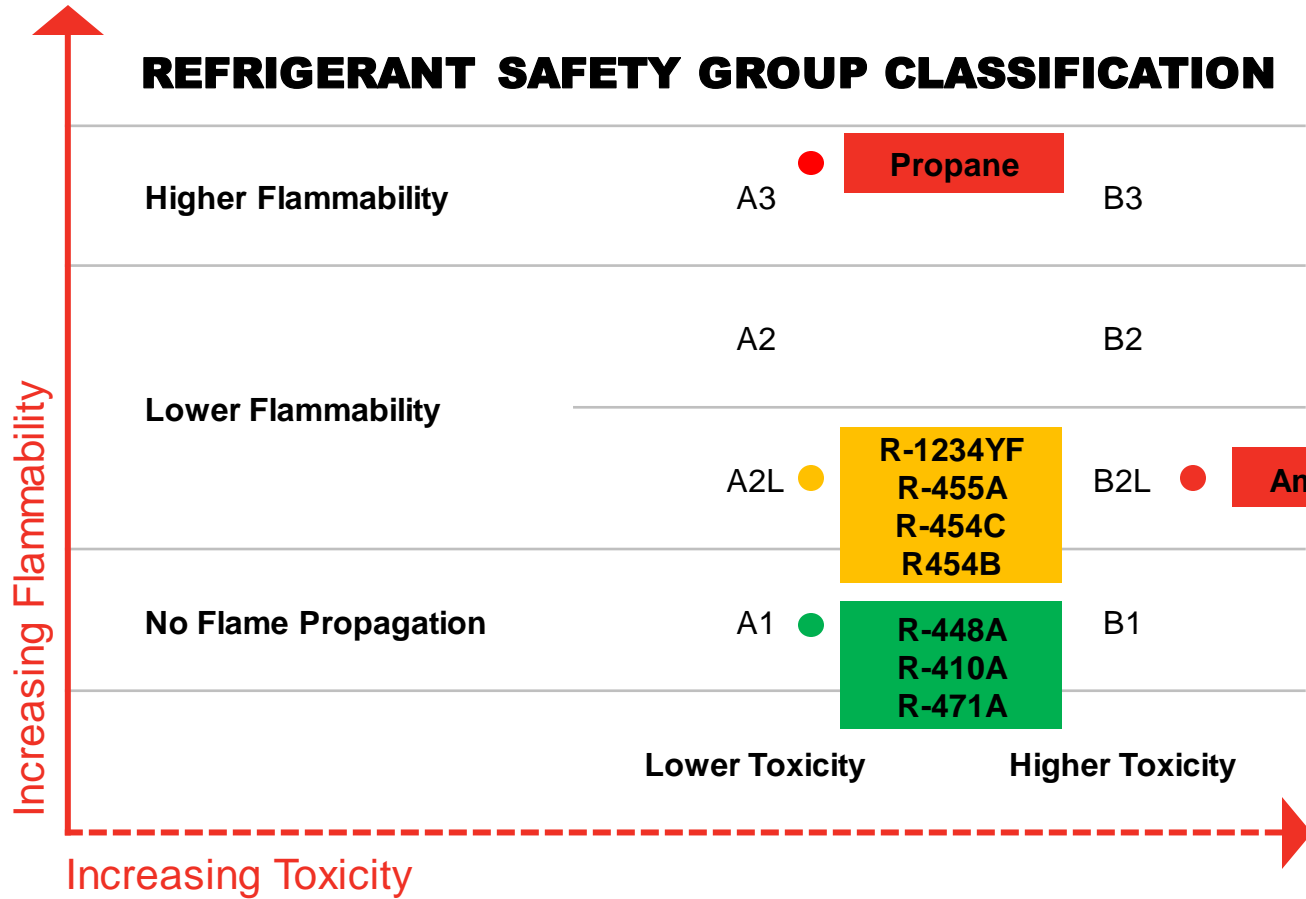 REFRIGERANT SAFETY GROUP CLASSIFICATION
Propane
Higher Flammability
A3
B3
A2
B2
Lower Flammability
R-1234YF
R-455A
R-454C
R454B
A2L
B2L
No Flame Propagation
A1
B1
R-448A
R-410A
R-471A
Lower Toxicity
Higher Toxicity
Increasing Flammability
Increasing Toxicity